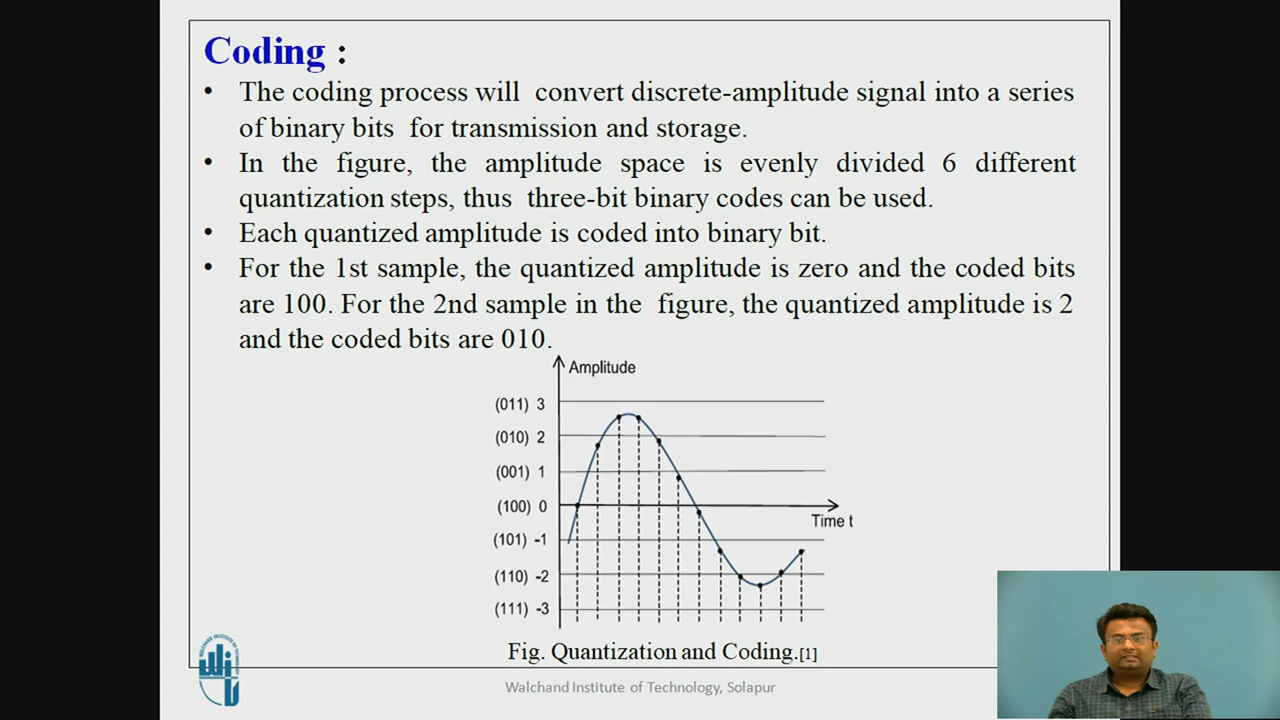 Coding :
• The coding process will convert discrete-amplitude signal into a series
of binary bits for transmission and storage.
• In the figure, the amplitude space is evenly divided 6 different
quantization steps, thus three-bit binary codes can be used.
• Each quantized amplitude is coded into binary bit.
• For the 1st sample, the quantized amplitude is zero and the coded bits
are 100. For the 2nd sample in the figure, the quantized amplitude is 2
and the coded bits are 010.
Amplitude
(011) 3
(010) 2
(001) 1
(100) 0
Time t
(101) -1
(110) -2
(111) -3
Fig. Quantization and Coding.[1]
Walchand Institute of Technology, Solapur